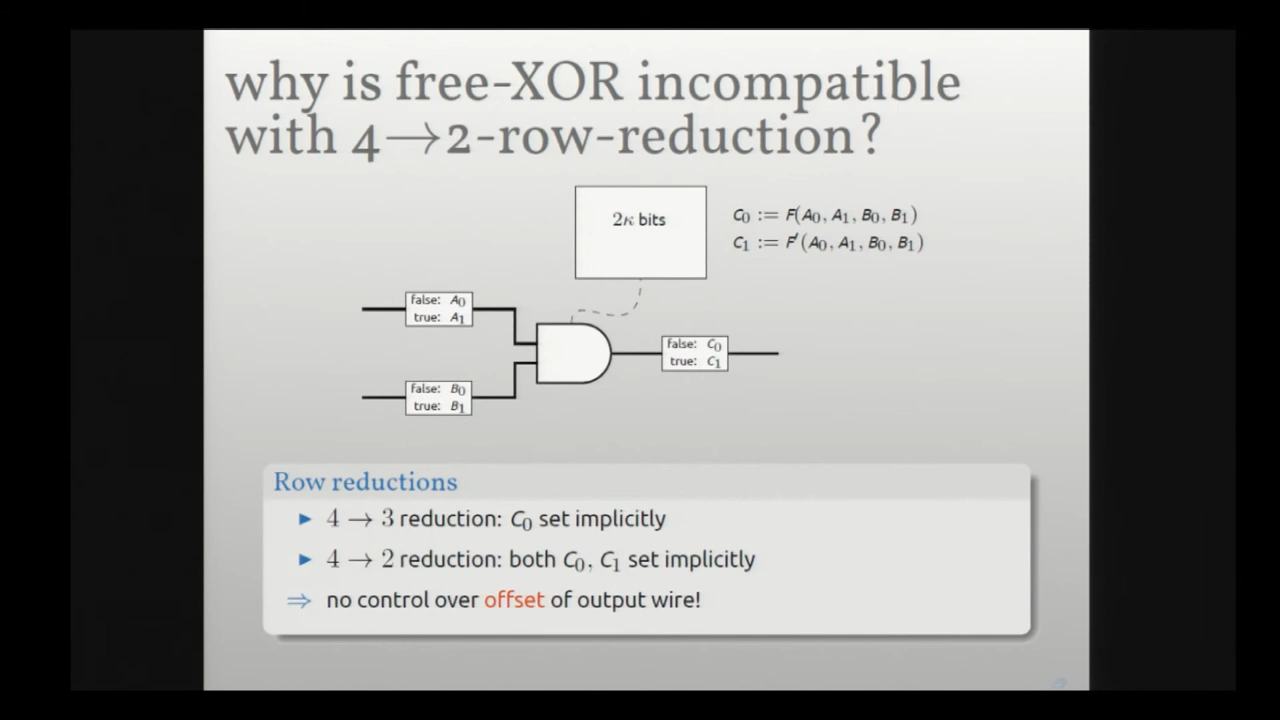 why is free-XOR incompatible
with 4→2-row-reduction?
2κ bits
C₀ := F(A₀, A₁, B₀, B₁)
C₁ := F′(A₀, A₁, B₀, B₁)
false: A₀
true: A₁
false: C₀
true: C₁
false: B₀
true: B₁
Row reductions
▶ 4 → 3 reduction: C₀ set implicitly
▶ 4 → 2 reduction: both C₀, C₁ set implicitly
⇒ no control over offset of output wire!